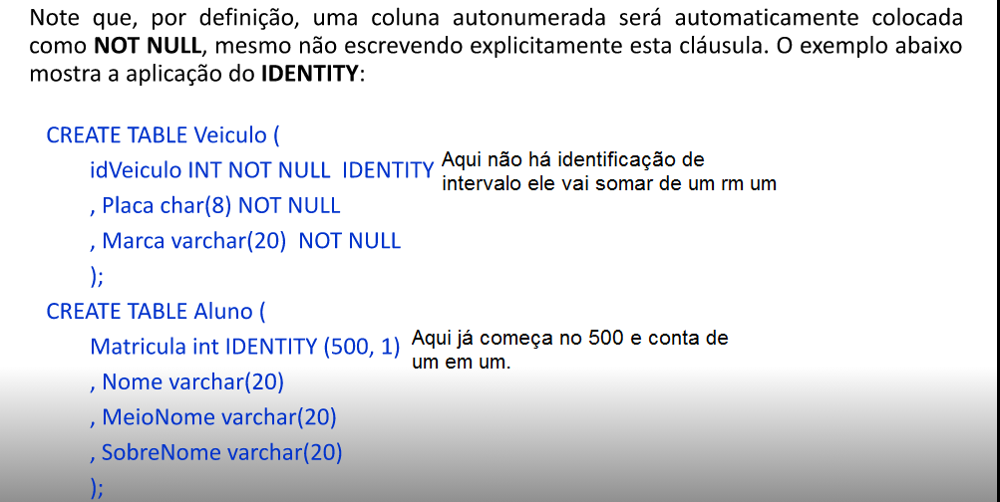 Note que, por definição, uma coluna autonumerada será automaticamente colocada
como NOT NULL, mesmo não escrevendo explicitamente esta cláusula. O exemplo abaixo
mostra a aplicação do IDENTITY:
CREATE TABLE Veiculo (
idVeiculo INT NOT NULL IDENTITY
Aqui não há identificação de
intervalo ele vai somar de um rm um
, Placa char(8) NOT NULL
, Marca varchar(20) NOT NULL
);
CREATE TABLE Aluno (
Matricula int IDENTITY (500, 1)
Aqui já começa no 500 e conta de
um em um.
, Nome varchar(20)
, MeioNome varchar(20)
, SobreNome varchar(20)
);